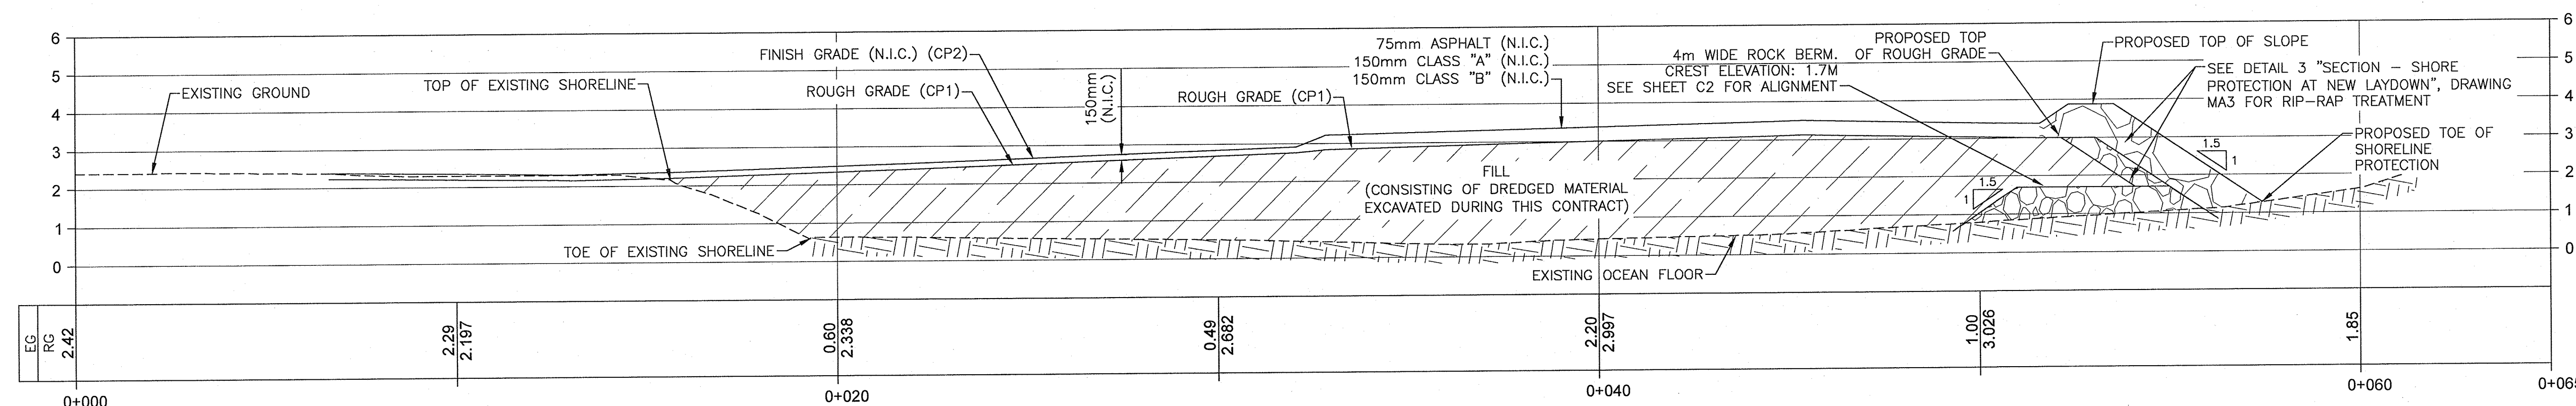 6
5
4
3
2
1
0
EXISTING GROUND
TOP OF EXISTING SHORELINE
FINISH GRADE (N.I.C.) (CP2)
ROUGH GRADE (CP1)
150mm
(N.I.C.)
75mm ASPHALT (N.I.C.)
150mm CLASS "A" (N.I.C.)
150mm CLASS "B" (N.I.C.)
ROUGH GRADE (CP1)
4m WIDE ROCK BERM.
CREST ELEVATION: 1.7M
SEE SHEET C2 FOR ALIGNMENT
PROPOSED TOP
OF ROUGH GRADE
PROPOSED TOP OF SLOPE
SEE DETAIL 3 "SECTION – SHORE
PROTECTION AT NEW LAYDOWN", DRAWING
MA3 FOR RIP-RAP TREATMENT
PROPOSED TOE OF
SHORELINE
PROTECTION
1.5
1
1.5
1
FILL
(CONSISTING OF DREDGED MATERIAL
EXCAVATED DURING THIS CONTRACT)
TOE OF EXISTING SHORELINE
EXISTING OCEAN FLOOR
6
5
4
3
2
1
0
EG
RG
2.42
2.29
2.197
0.60
2.338
0.49
2.682
2.20
2.997
1.00
3.026
1.85
0+000
0+020
0+040
0+060
0+065